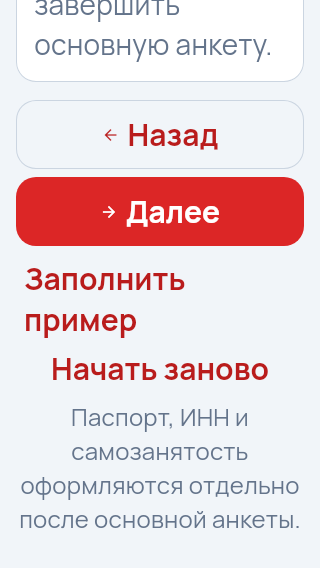 завершить
основную анкету.
← Назад
→ Далее
Заполнить
пример
Начать заново
Паспорт, ИНН и
самозанятость
оформляются отдельно
после основной анкеты.